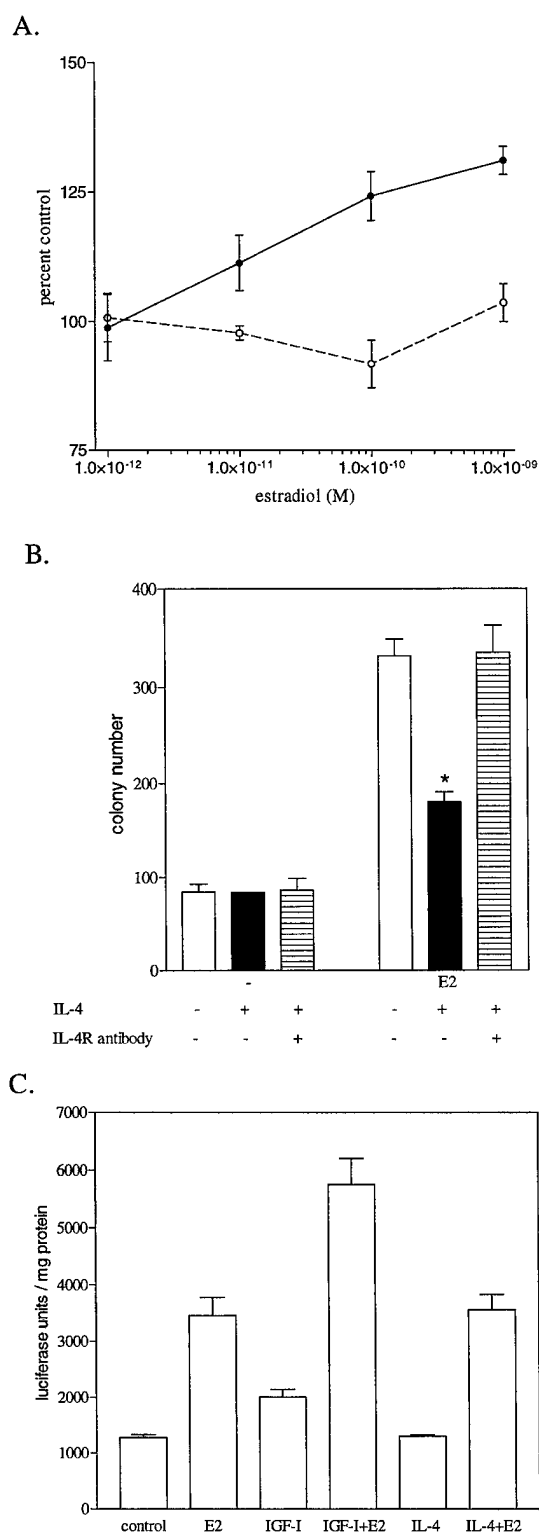 A.
150
125
100
75
percent control
1.0×10⁻¹² 1.0×10⁻¹¹ 1.0×10⁻¹⁰ 1.0×10⁻⁰⁹
estradiol (M)
B.
400
300
200
100
0
colony number
*
- E2
IL-4 - + + - + +
IL-4R antibody - - + - - +
C.
7000
6000
5000
4000
3000
2000
1000
0
luciferase units / mg protein
control E2 IGF-I IGF-I+E2 IL-4 IL-4+E2